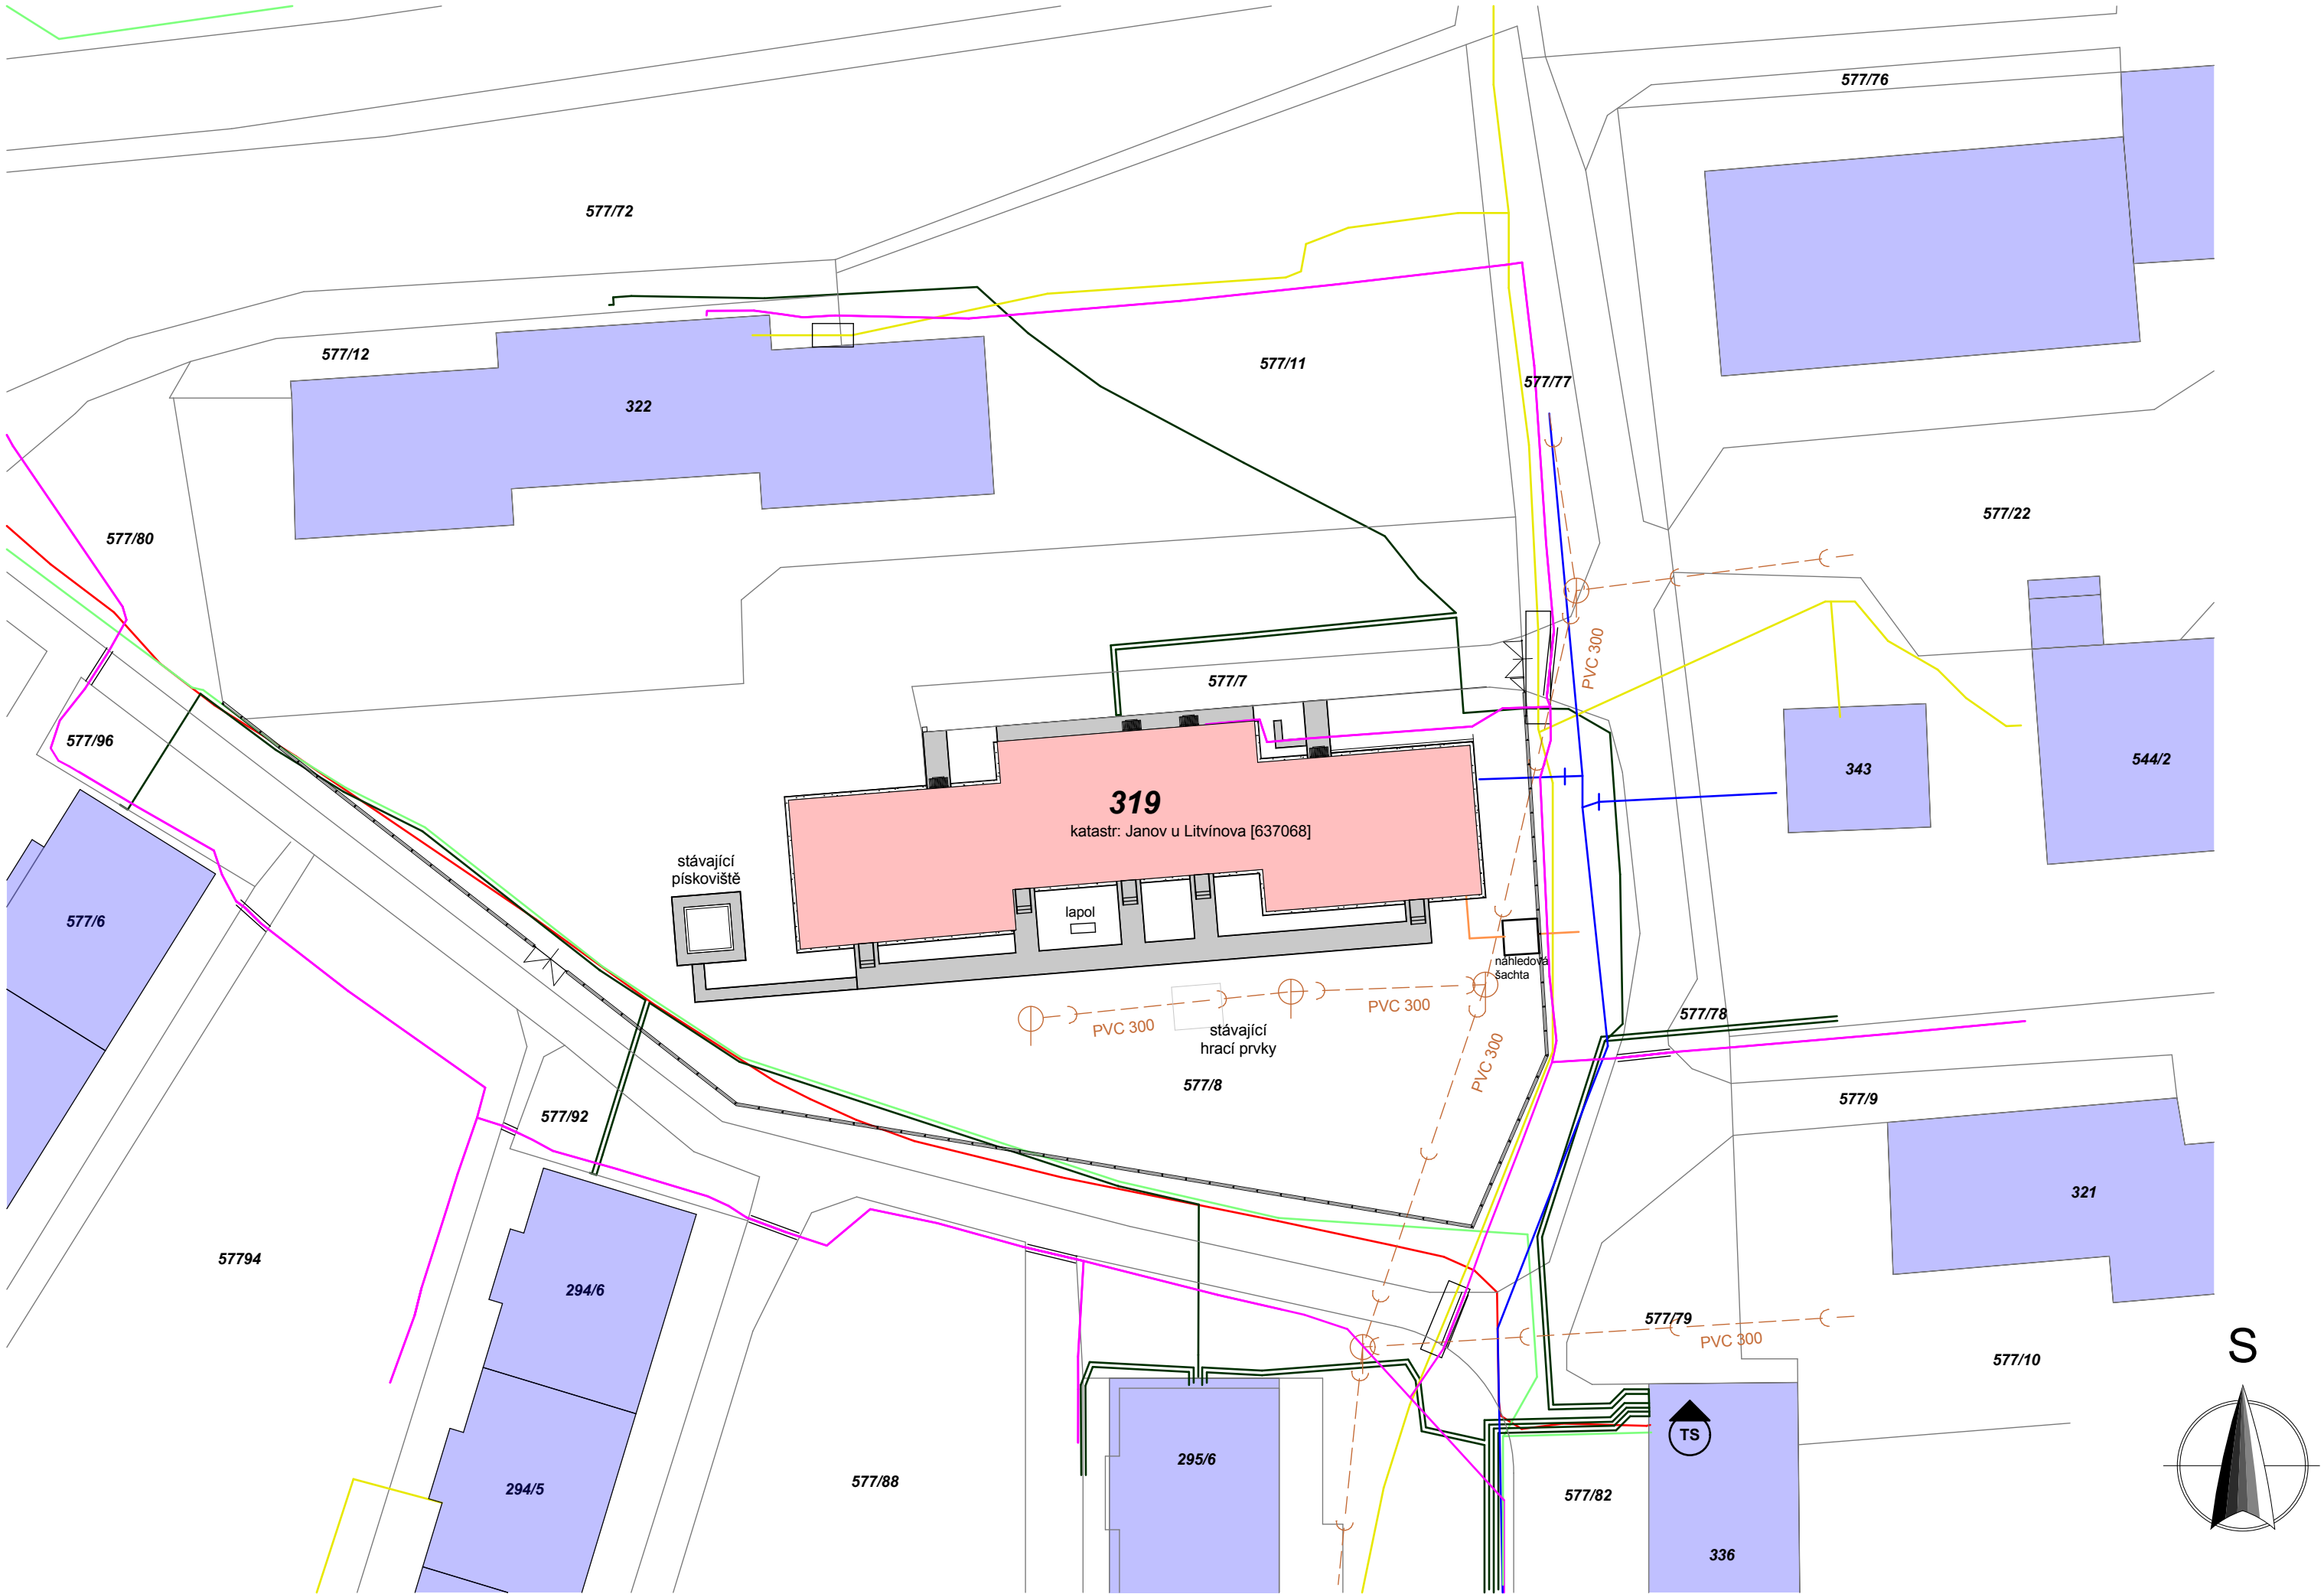 577/76
577/72
577/12
577/11
577/77
322
577/22
577/80
PVC 300
577/7
577/96
319
katastr: Janov u Litvínova [637068]
343
544/2
stávající
pískoviště
lapol
577/6
náhledová
šachta
PVC 300
PVC 300
stávající
hrací prvky
577/78
PVC 300
577/8
577/9
577/92
321
57794
294/6
577/79
PVC 300
S
577/10
TS
295/6
577/88
294/5
577/82
336